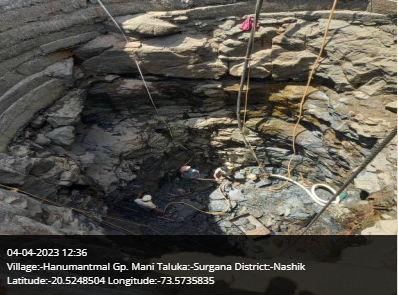 04-04-2023 12:36
Village:-Hanumantmal Gp. Mani Taluka:-Surgana District:-Nashik
Latitude:-20.5248504 Longitude:-73.5735835